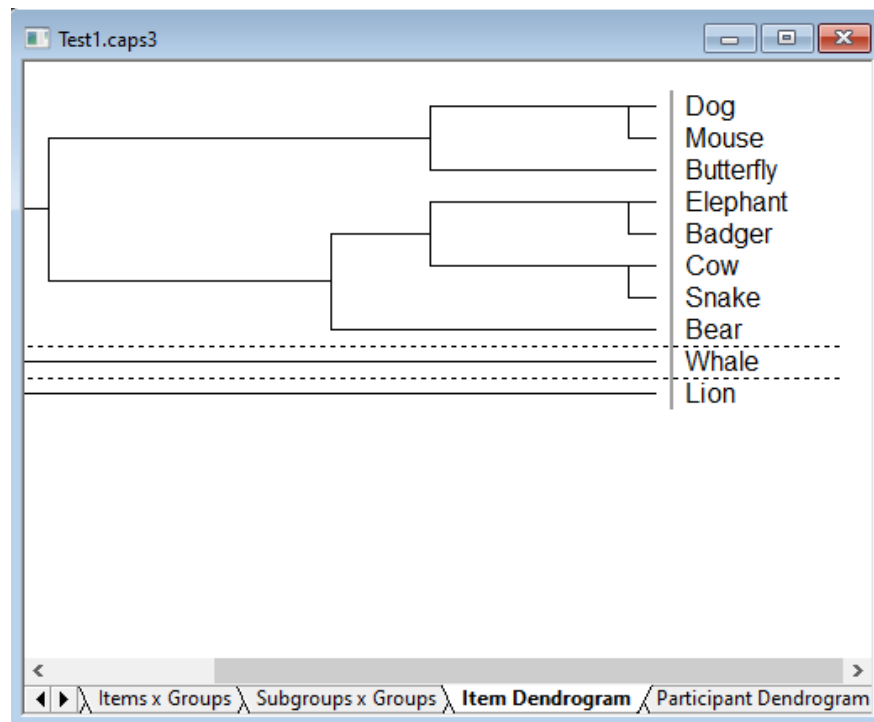 Test1.caps3
Dog
Mouse
Butterfly
Elephant
Badger
Cow
Snake
Bear
Whale
Lion
Items x Groups Subgroups x Groups Item Dendrogram Participant Dendrogram